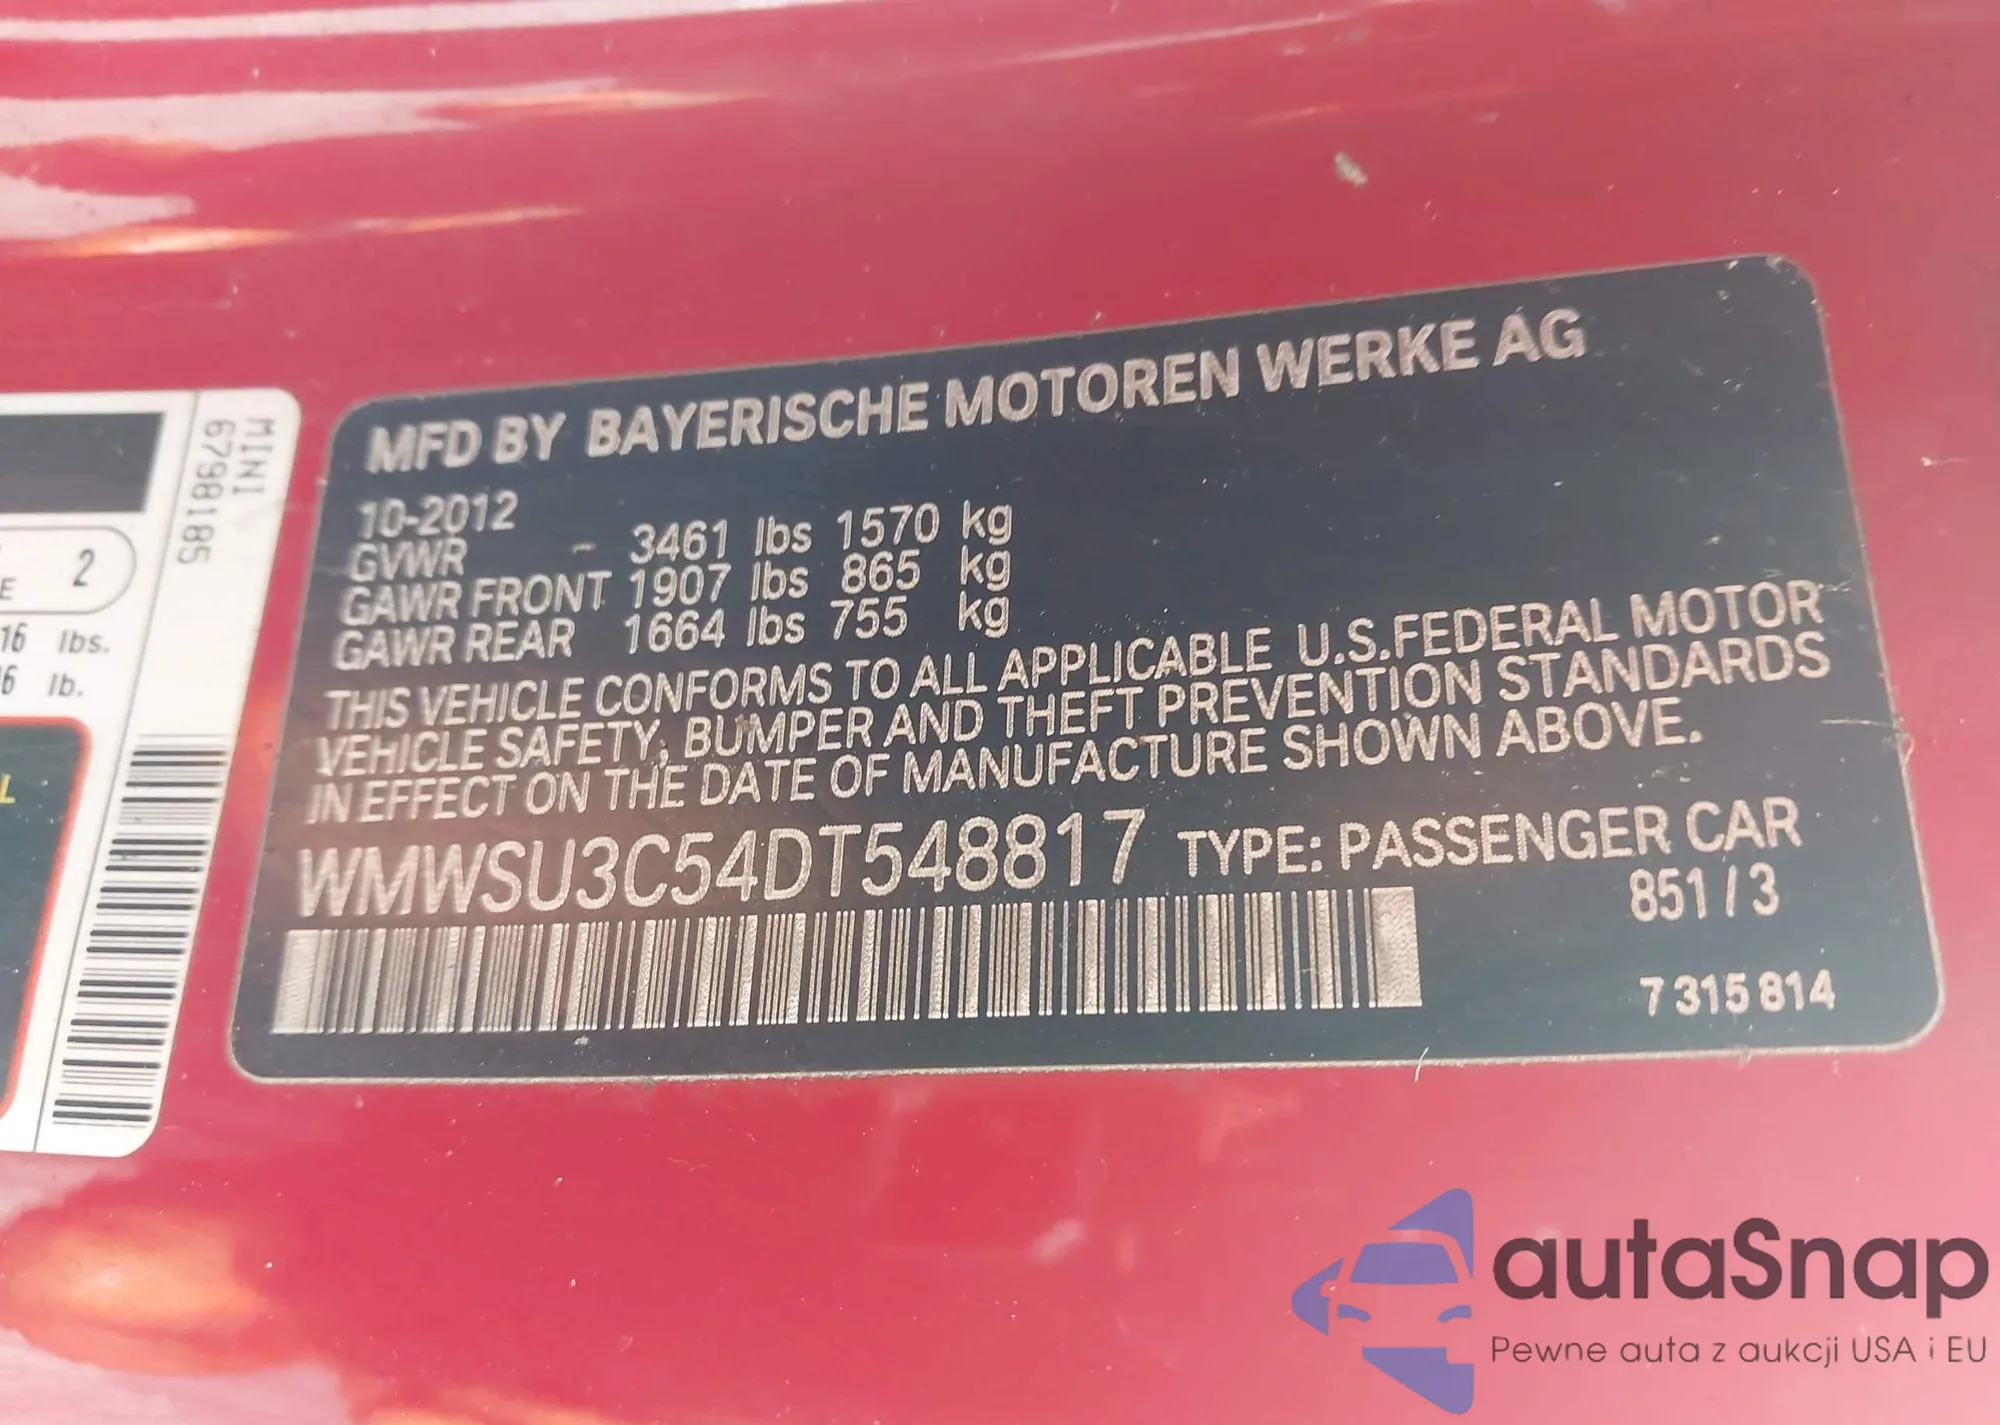 MINI
6798185
2
E
16 lbs.
6 lb.
L
MFD BY BAYERISCHE MOTOREN WERKE AG
10-2012
GVWR - 3461 lbs 1570 kg
GAWR FRONT 1907 lbs 865 kg
GAWR REAR 1664 lbs 755 kg
THIS VEHICLE CONFORMS TO ALL APPLICABLE U.S.FEDERAL MOTOR
VEHICLE SAFETY, BUMPER AND THEFT PREVENTION STANDARDS
IN EFFECT ON THE DATE OF MANUFACTURE SHOWN ABOVE.
WMWSU3C54DT548817 TYPE: PASSENGER CAR
851/3
7 315 814
autaSnap
Pewne auta z aukcji USA i EU